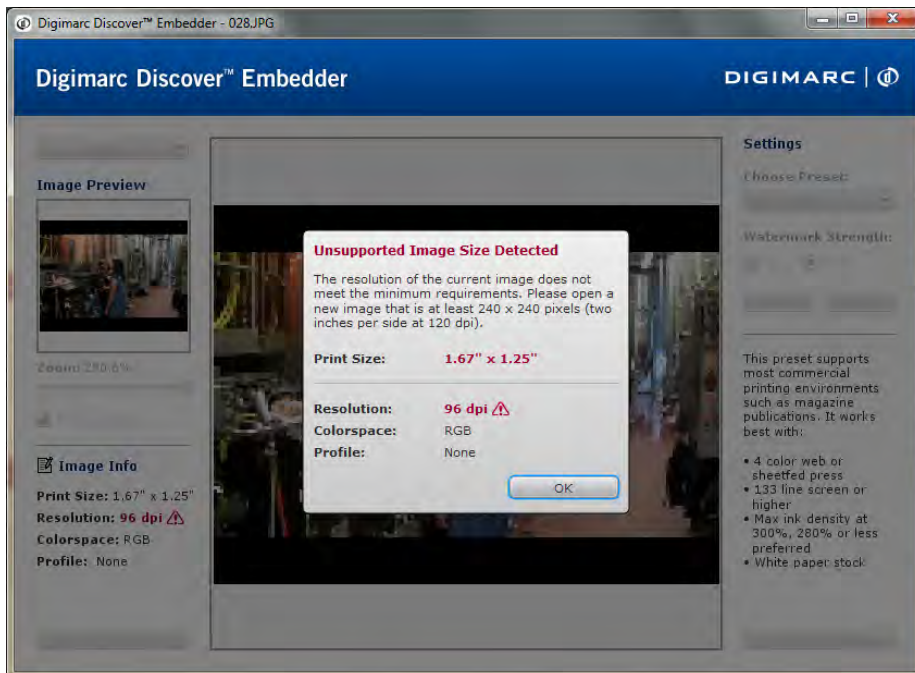 Digimarc Discover™ Embedder - 028.JPG
Digimarc Discover™ Embedder
DIGIMARC
Image Preview
Zoom: 290.6%
Image Info
Print Size: 1.67" x 1.25"
Resolution: 96 dpi
Colorspace: RGB
Profile: None
Unsupported Image Size Detected
The resolution of the current image does not
meet the minimum requirements. Please open a
new image that is at least 240 x 240 pixels (two
inches per side at 120 dpi).
Print Size: 1.67" x 1.25"
Resolution: 96 dpi
Colorspace: RGB
Profile: None
OK
Settings
Choose Preset:
Watermark Strength:
This preset supports
most commercial
printing environments
such as magazine
publications. It works
best with:
• 4 color web or
sheetfed press
• 133 line screen or
higher
• Max ink density at
300%, 280% or less
preferred
• White paper stock